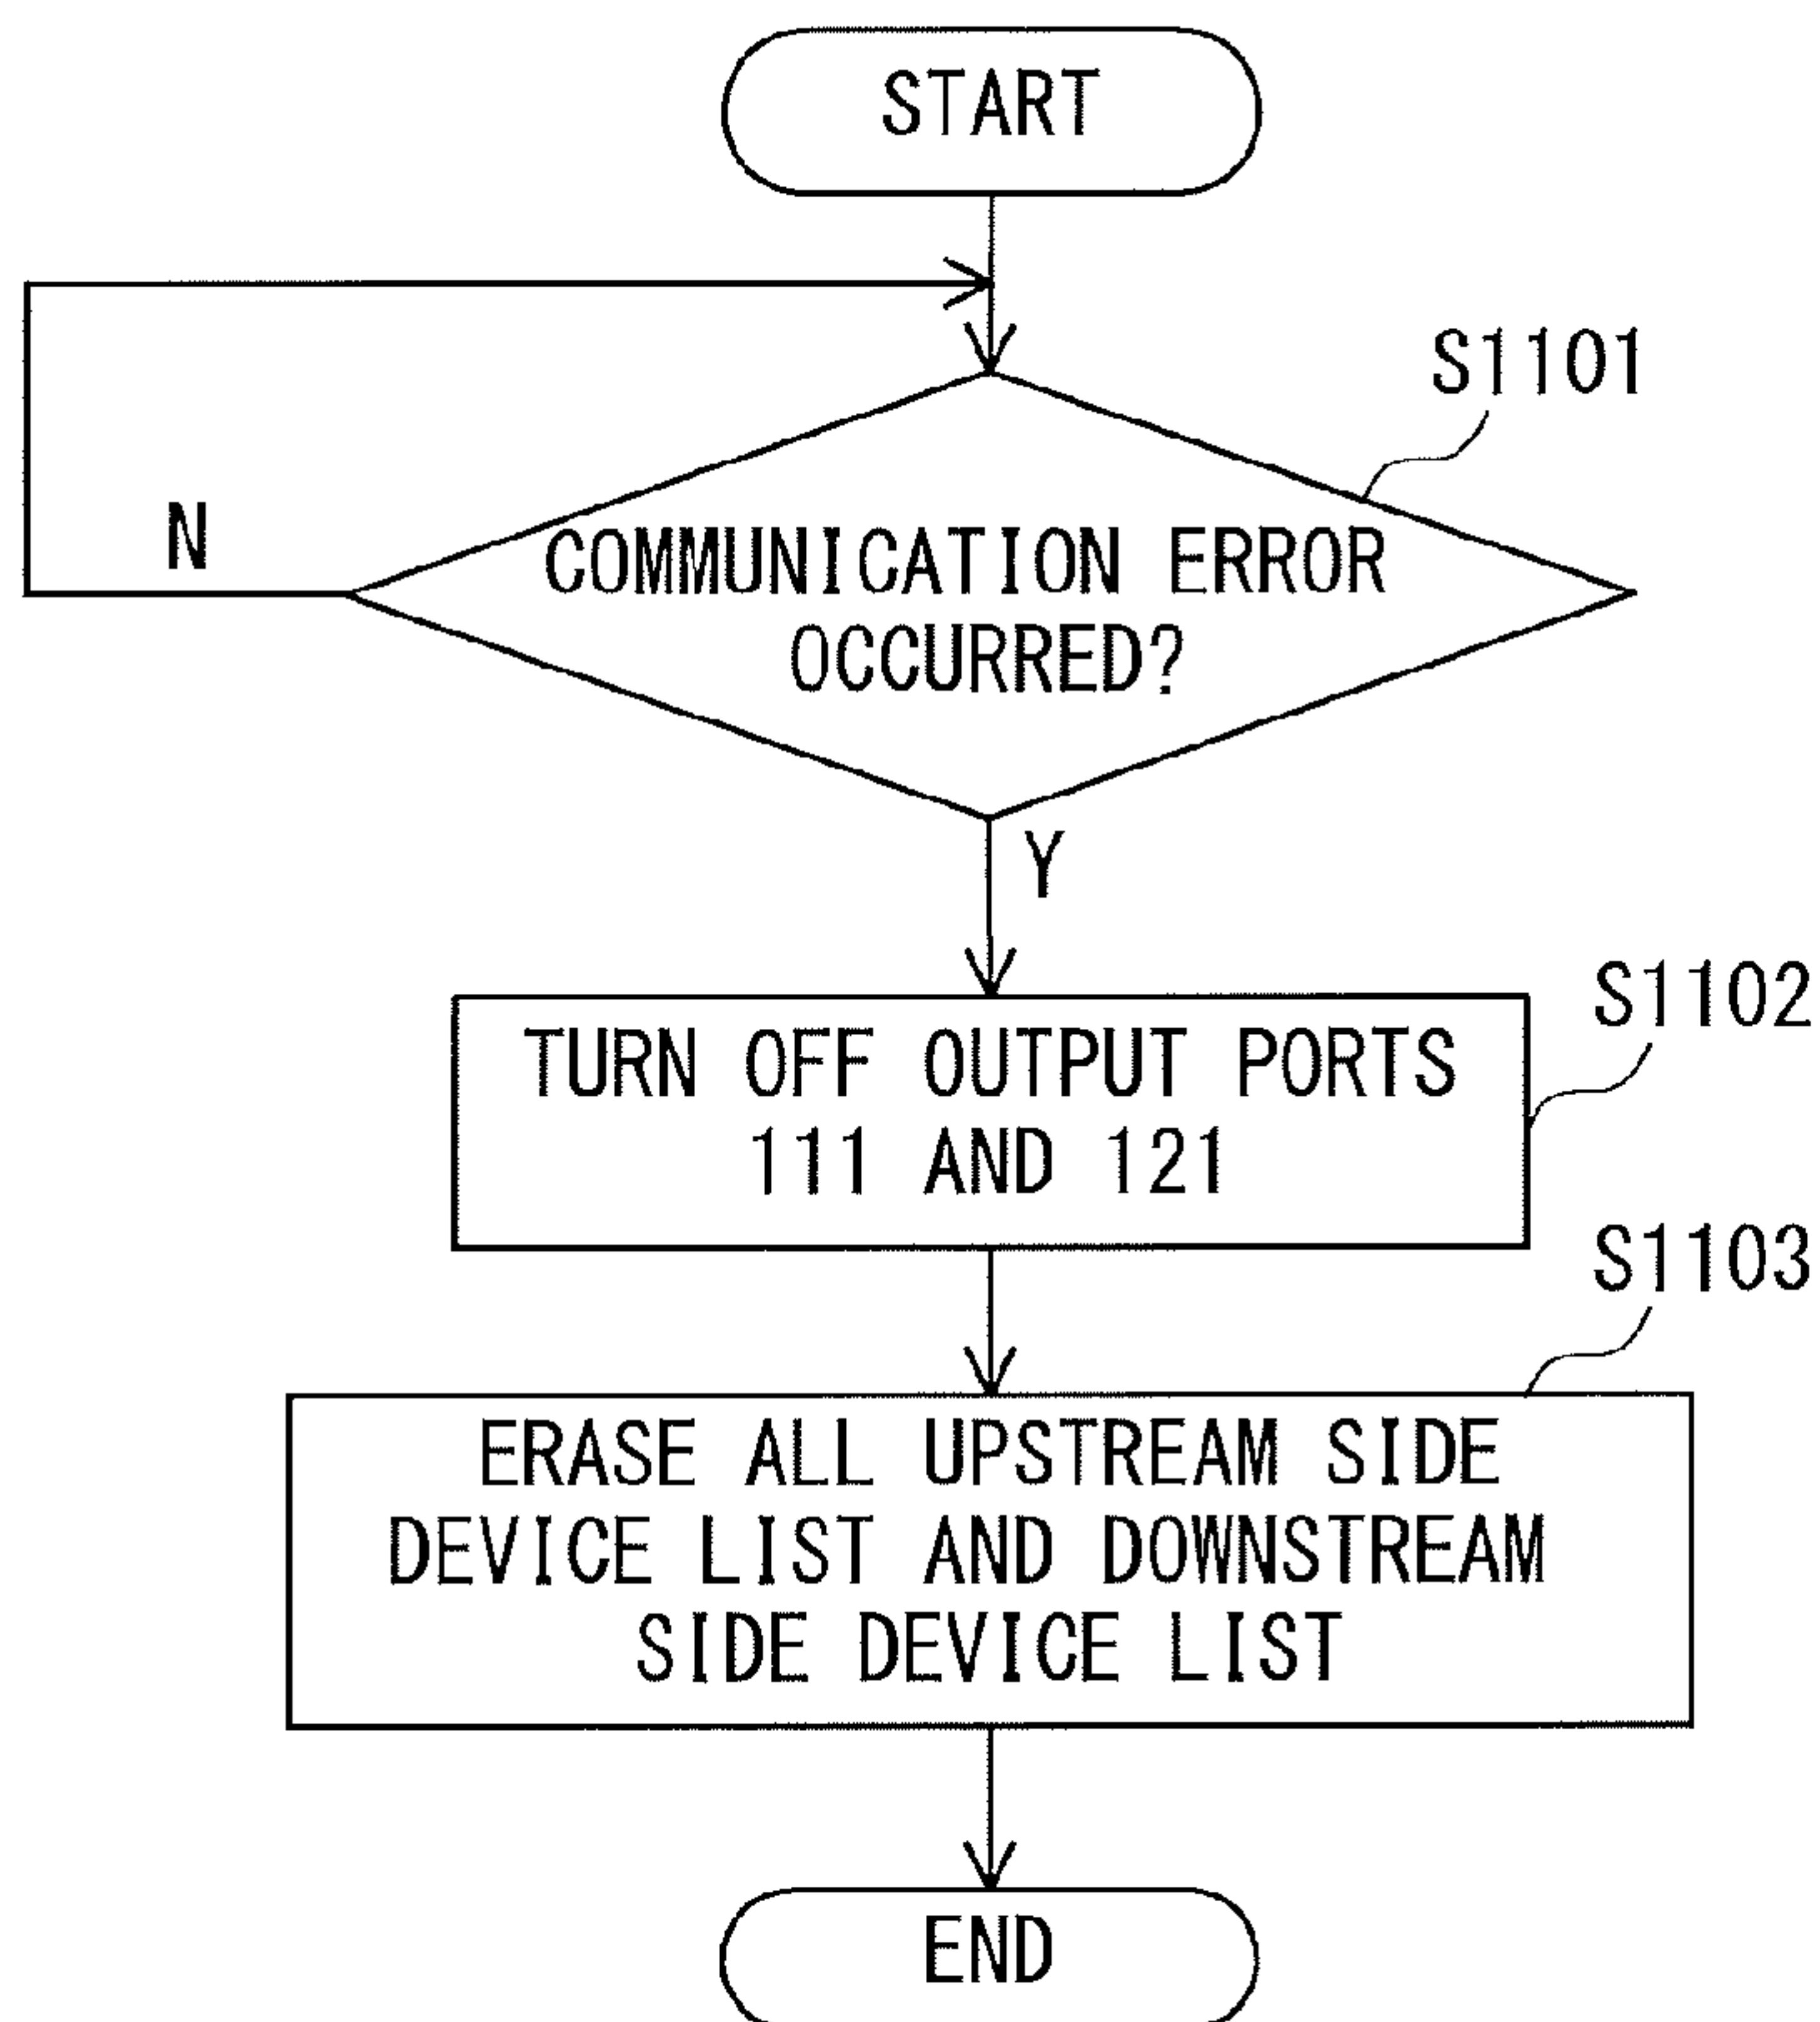 START
S1101
N
COMMUNICATION ERROR
OCCURRED?
Y
S1102
TURN OFF OUTPUT PORTS
111 AND 121
S1103
ERASE ALL UPSTREAM SIDE
DEVICE LIST AND DOWNSTREAM
SIDE DEVICE LIST
END